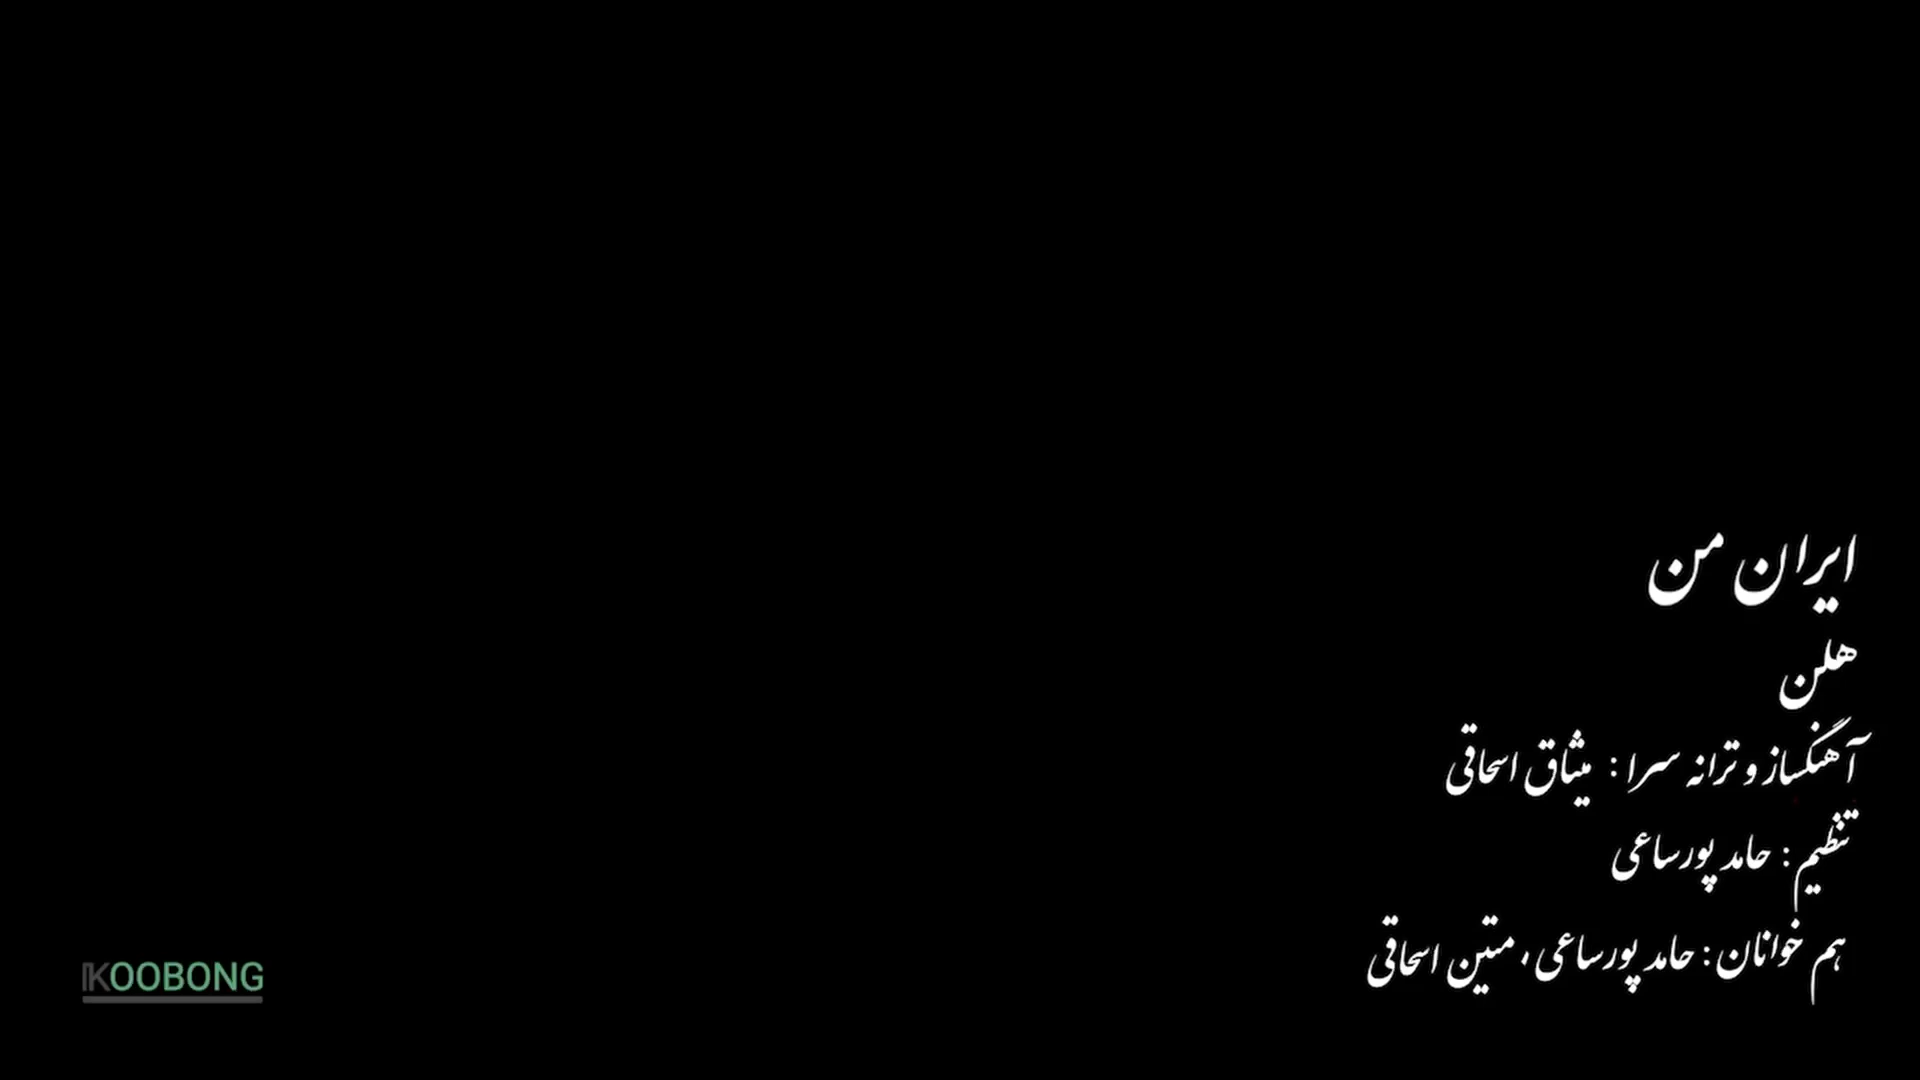 ایران من
هلن
آهنگساز و ترانه سرا : میثاق اسحاقی
تنظیم : حامد پورساعی
هم خوانان : حامد پورساعی ، متین اسحاقی
KOOBONG